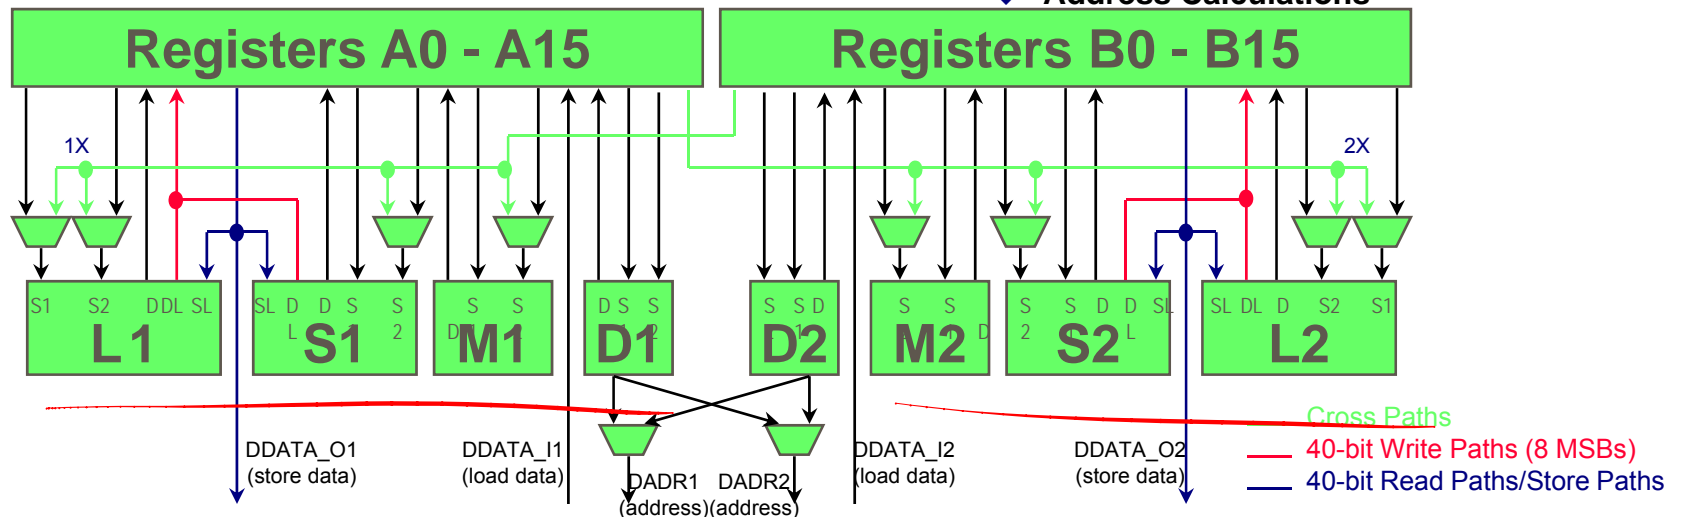 Address Calculations
Registers A0 - A15
Registers B0 - B15
1X
2X
S1 S2 D DL SL
SL D L D S S 2
S S D
D S S 2
S S D
S S D
S 2 S D D L SL
SL DL D S2 S1
L1
S1
M1
D1
D2
M2
S2
L2
Cross Paths
DDATA_O1
(store data)
DDATA_I1
(load data)
DADR1
(address)
DADR2
(address)
DDATA_I2
(load data)
DDATA_O2
(store data)
40-bit Write Paths (8 MSBs)
40-bit Read Paths/Store Paths